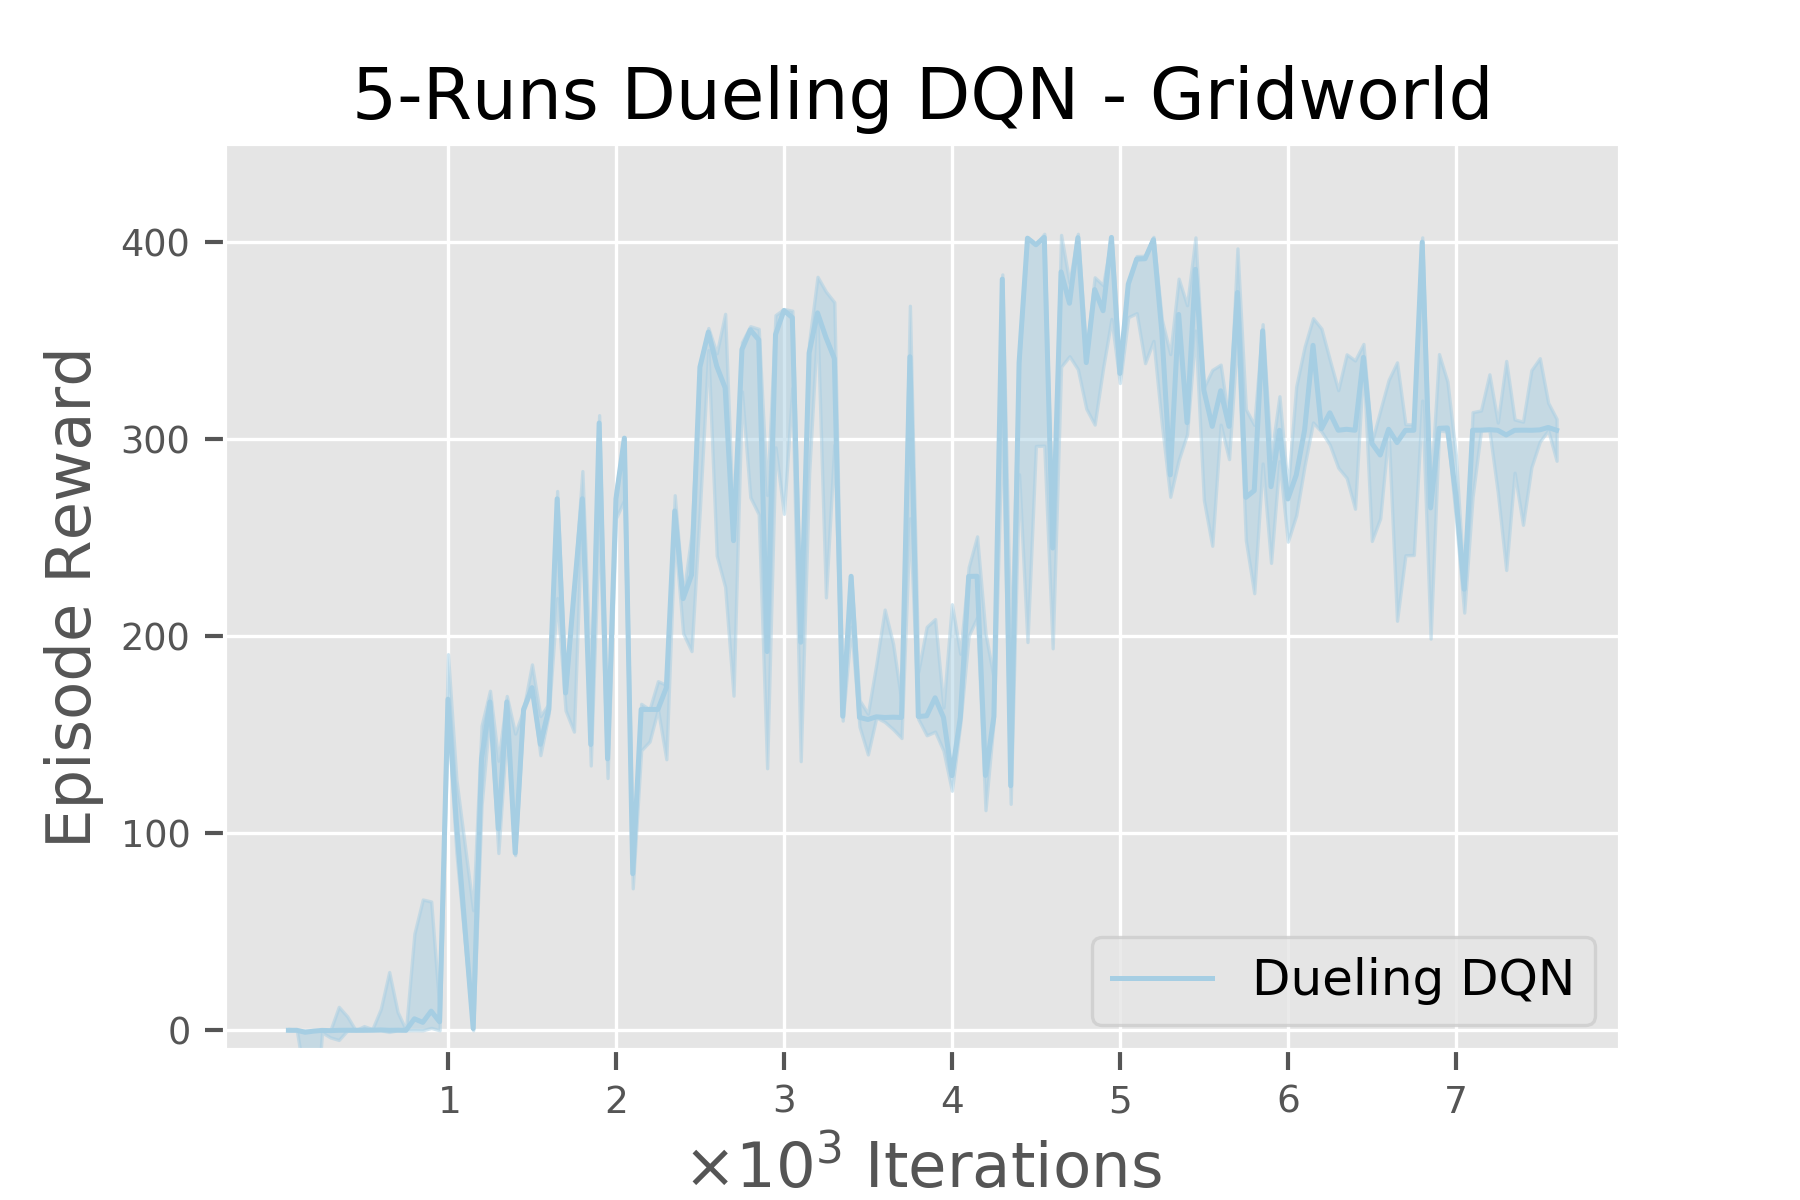 5-Runs Dueling DQN - Gridworld
Episode Reward
400
300
200
100
0
1 2 3 4 5 6 7
×10³ Iterations
Dueling DQN